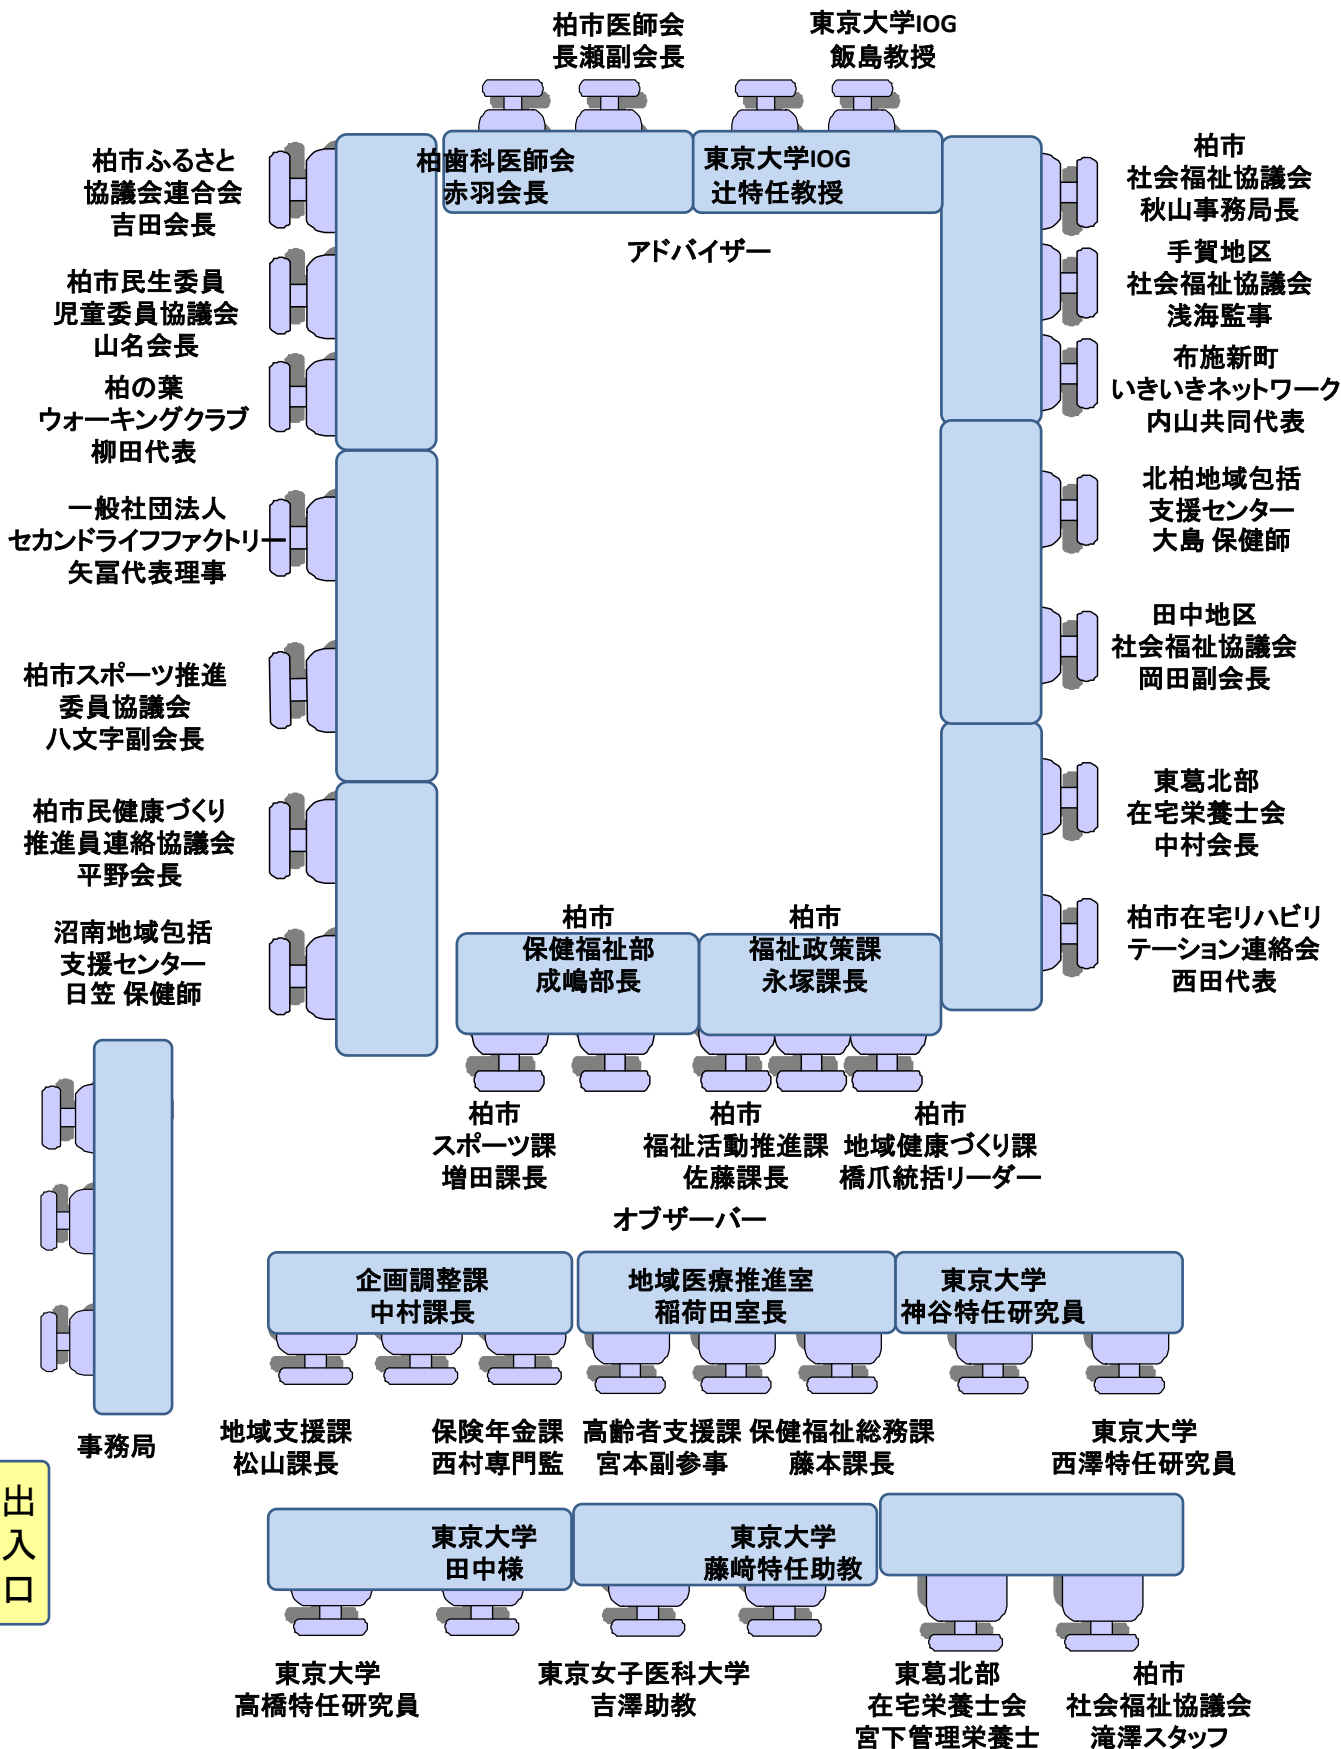 柏市医師会
長瀬副会長
東京大学IOG
飯島教授
柏歯科医師会
赤羽会長
東京大学IOG
辻特任教授
アドバイザー
柏市ふるさと
協議会連合会
吉田会長
柏市民生委員
児童委員協議会
山名会長
柏の葉
ウォーキングクラブ
柳田代表
一般社団法人
セカンドライフファクトリー
矢冨代表理事
柏市スポーツ推進
委員協議会
八文字副会長
柏市民健康づくり
推進員連絡協議会
平野会長
沼南地域包括
支援センター
日笠 保健師
柏市
社会福祉協議会
秋山事務局長
手賀地区
社会福祉協議会
浅海監事
布施新町
いきいきネットワーク
内山共同代表
北柏地域包括
支援センター
大島 保健師
田中地区
社会福祉協議会
岡田副会長
東葛北部
在宅栄養士会
中村会長
柏市在宅リハビリ
テーション連絡会
西田代表
柏市
保健福祉部
成嶋部長
柏市
福祉政策課
永塚課長
柏市
スポーツ課
増田課長
柏市
福祉活動推進課
佐藤課長
柏市
地域健康づくり課
橋爪統括リーダー
オブザーバー
企画調整課
中村課長
地域医療推進室
稲荷田室長
東京大学
神谷特任研究員
地域支援課
松山課長
保険年金課
西村専門監
高齢者支援課
宮本副参事
保健福祉総務課
藤本課長
東京大学
西澤特任研究員
事務局
出
入
口
東京大学
田中様
東京大学
藤﨑特任助教
東京大学
高橋特任研究員
東京女子医科大学
吉澤助教
東葛北部
在宅栄養士会
宮下管理栄養士
柏市
社会福祉協議会
滝澤スタッフ